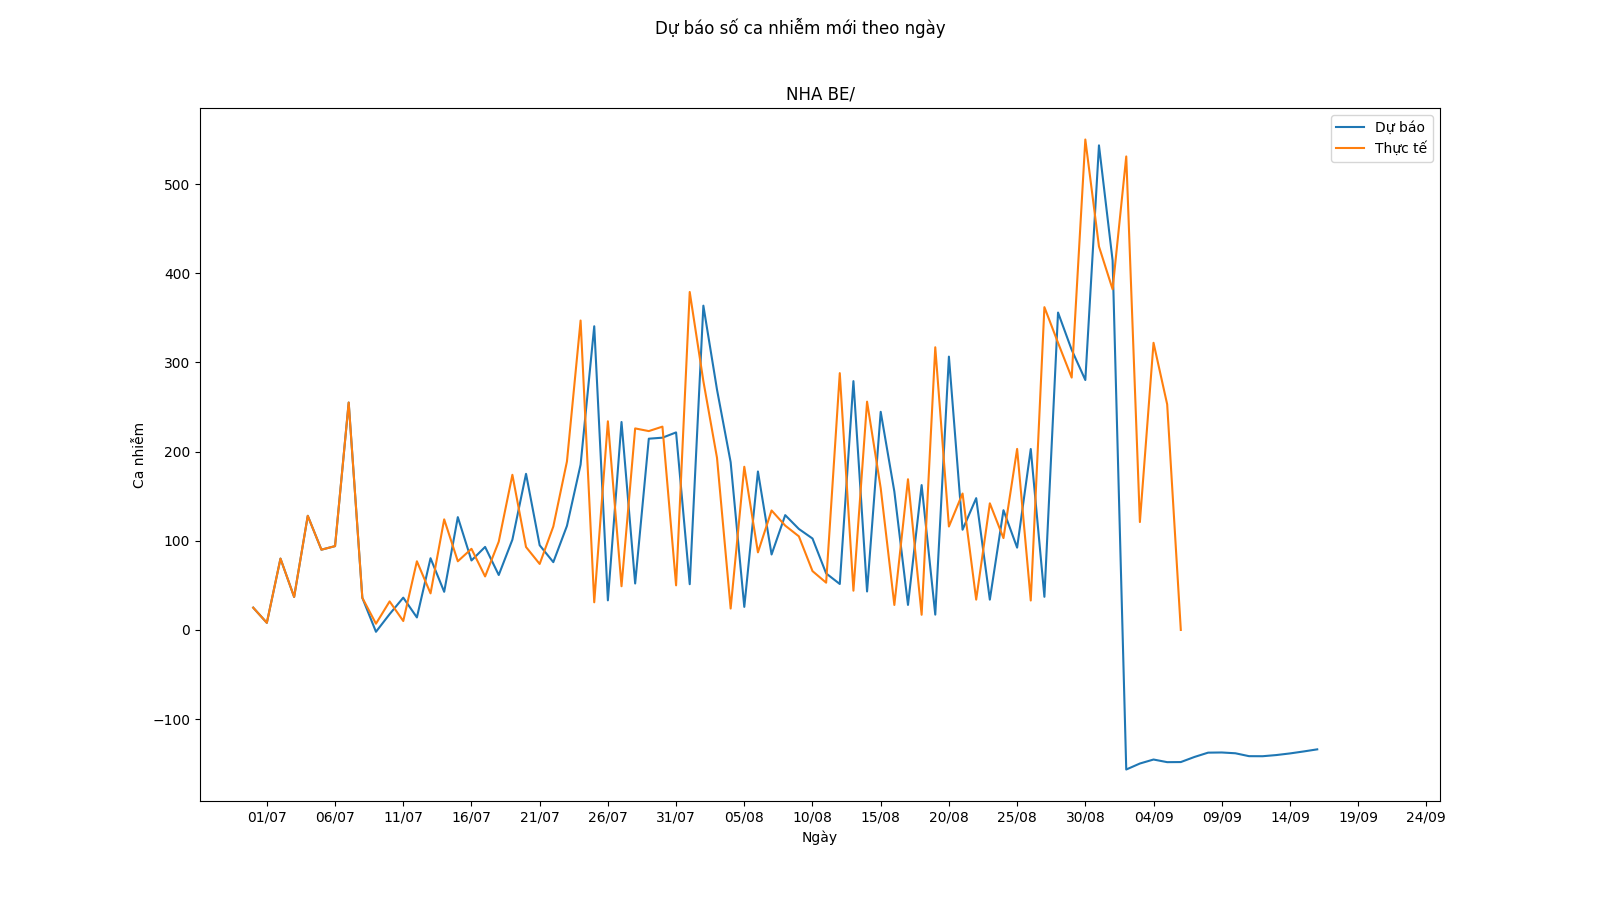 Dự báo số ca nhiễm mới theo ngày
NHA BE/
Dự báo
Thực tế
500
400
300
200
100
0
−100
Ca nhiễm
01/07 06/07 11/07 16/07 21/07 26/07 31/07 05/08 10/08 15/08 20/08 25/08 30/08 04/09 09/09 14/09 19/09 24/09
Ngày